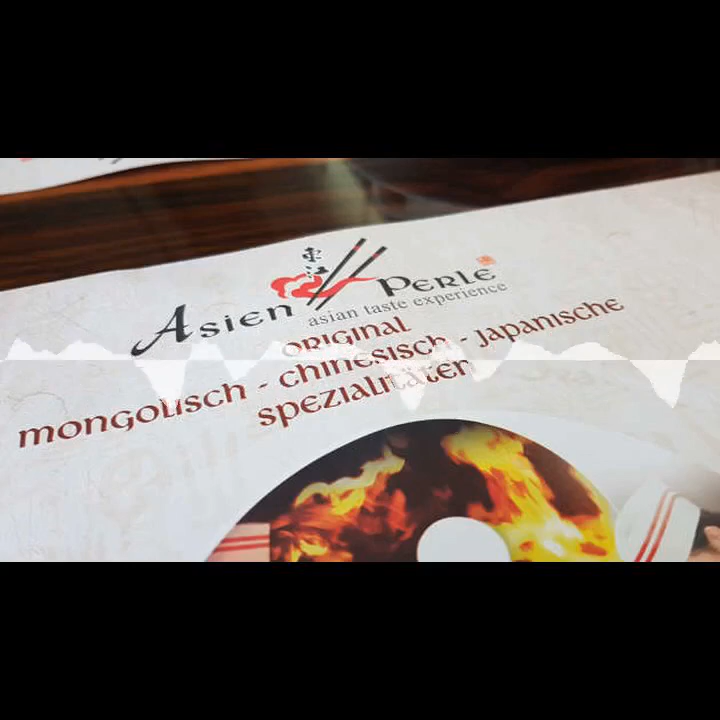 Asien Perle
asian taste experience
ORIGINAL
mongolisch - chinesisch - Japanische
spezialitäten